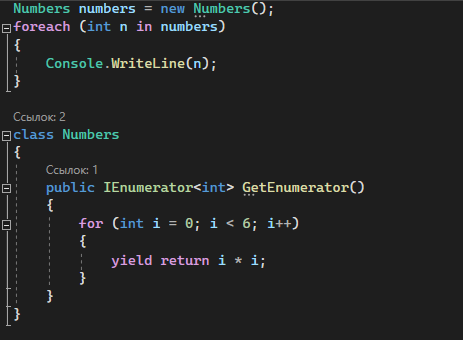 Numbers numbers = new Numbers();
foreach (int n in numbers)
{
    Console.WriteLine(n);
}
Ссылок: 2
class Numbers
{
    Ссылок: 1
    public IEnumerator<int> GetEnumerator()
    {
        for (int i = 0; i < 6; i++)
        {
            yield return i * i;
        }
    }
}